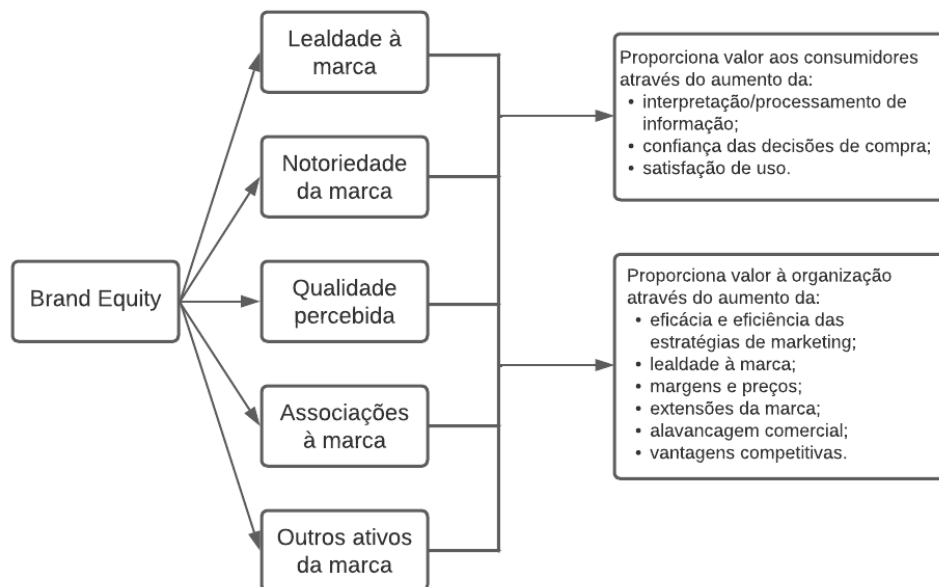 Brand Equity
Lealdade à
marca
Notoriedade
da marca
Qualidade
percebida
Associações
à marca
Outros ativos
da marca
Proporciona valor aos consumidores
através do aumento da:
• interpretação/processamento de
informação;
• confiança das decisões de compra;
• satisfação de uso.
Proporciona valor à organização
através do aumento da:
• eficácia e eficiência das
estratégias de marketing;
• lealdade à marca;
• margens e preços;
• extensões da marca;
• alavancagem comercial;
• vantagens competitivas.